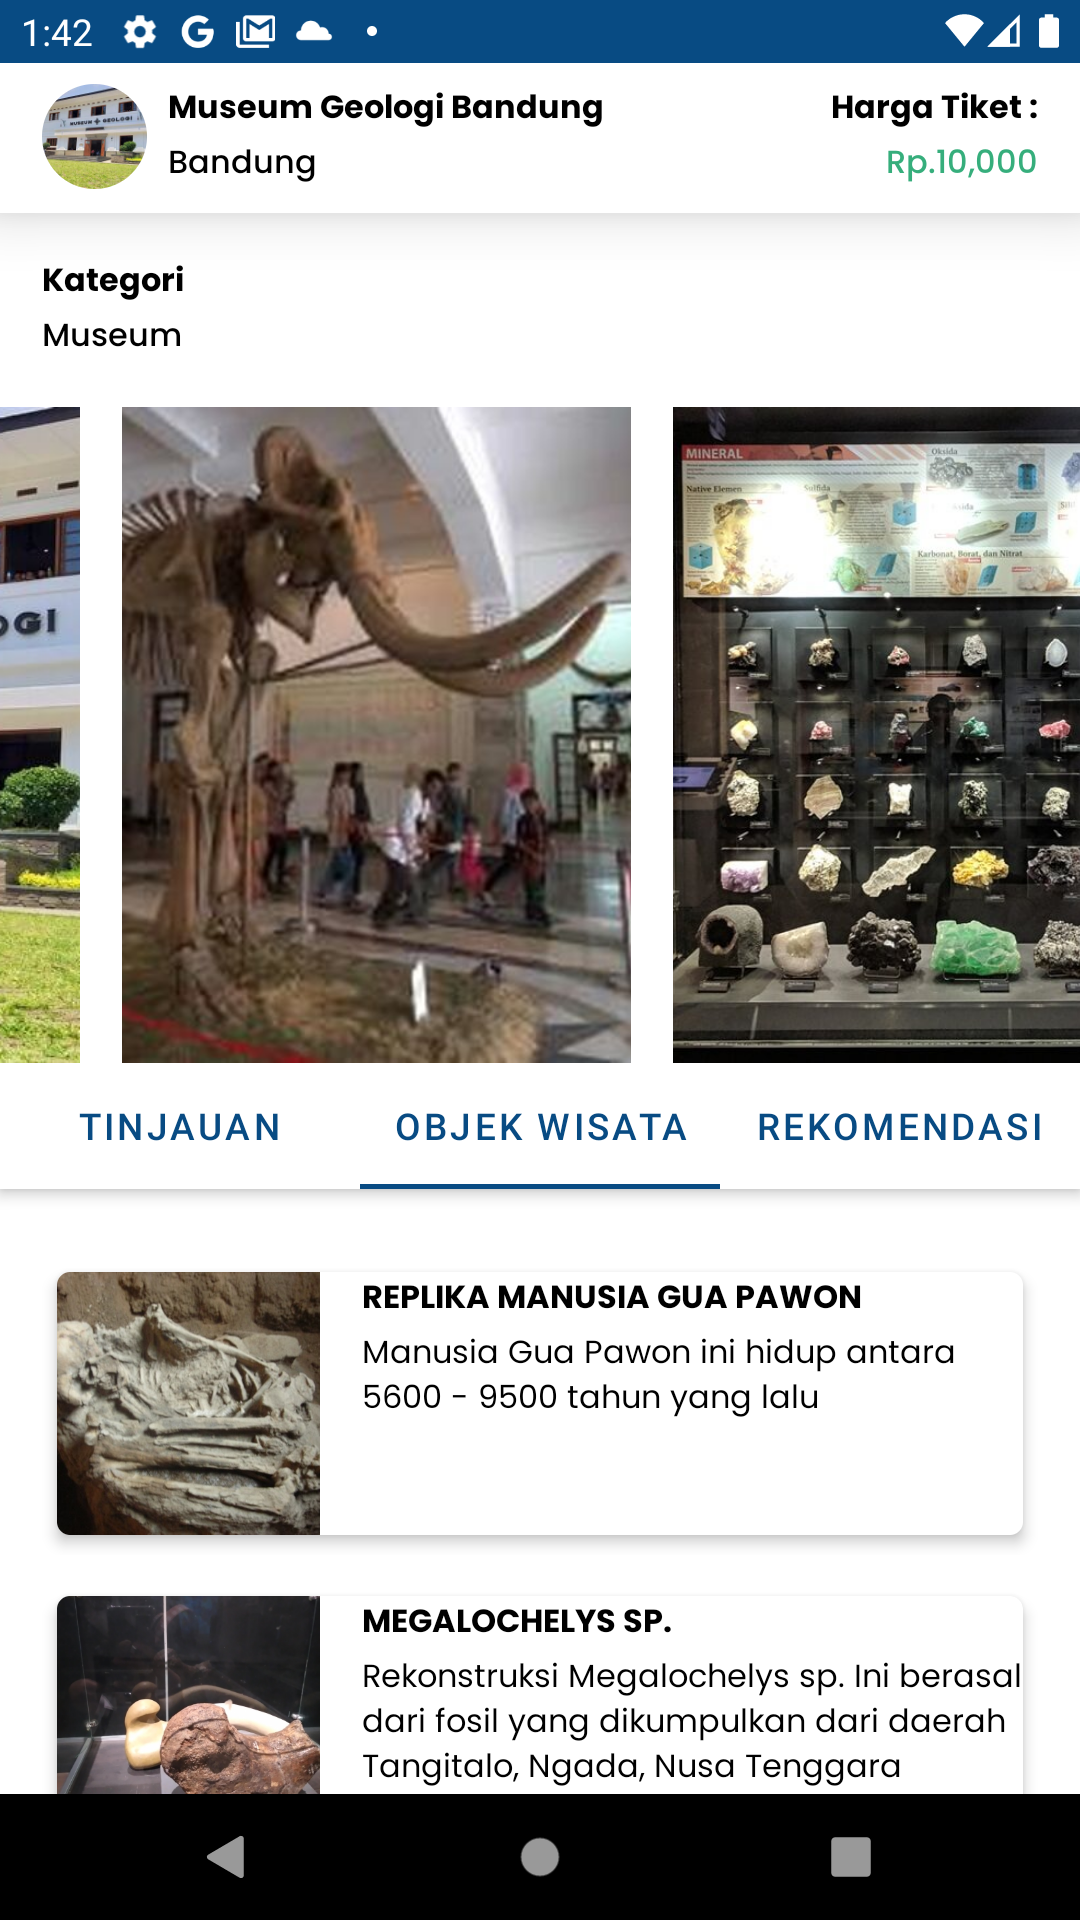 1:42
Museum Geologi Bandung
Harga Tiket :
Bandung
Rp.10,000
Kategori
Museum
OGI
MINERAL
Native Elemen
Sulfida
Oksida
Karbonat, Borat, dan Nitrat
TINJAUAN
OBJEK WISATA
REKOMENDASI
REPLIKA MANUSIA GUA PAWON
Manusia Gua Pawon ini hidup antara
5600 - 9500 tahun yang lalu
MEGALOCHELYS SP.
Rekonstruksi Megalochelys sp. Ini berasal
dari fosil yang dikumpulkan dari daerah
Tangitalo, Ngada, Nusa Tenggara